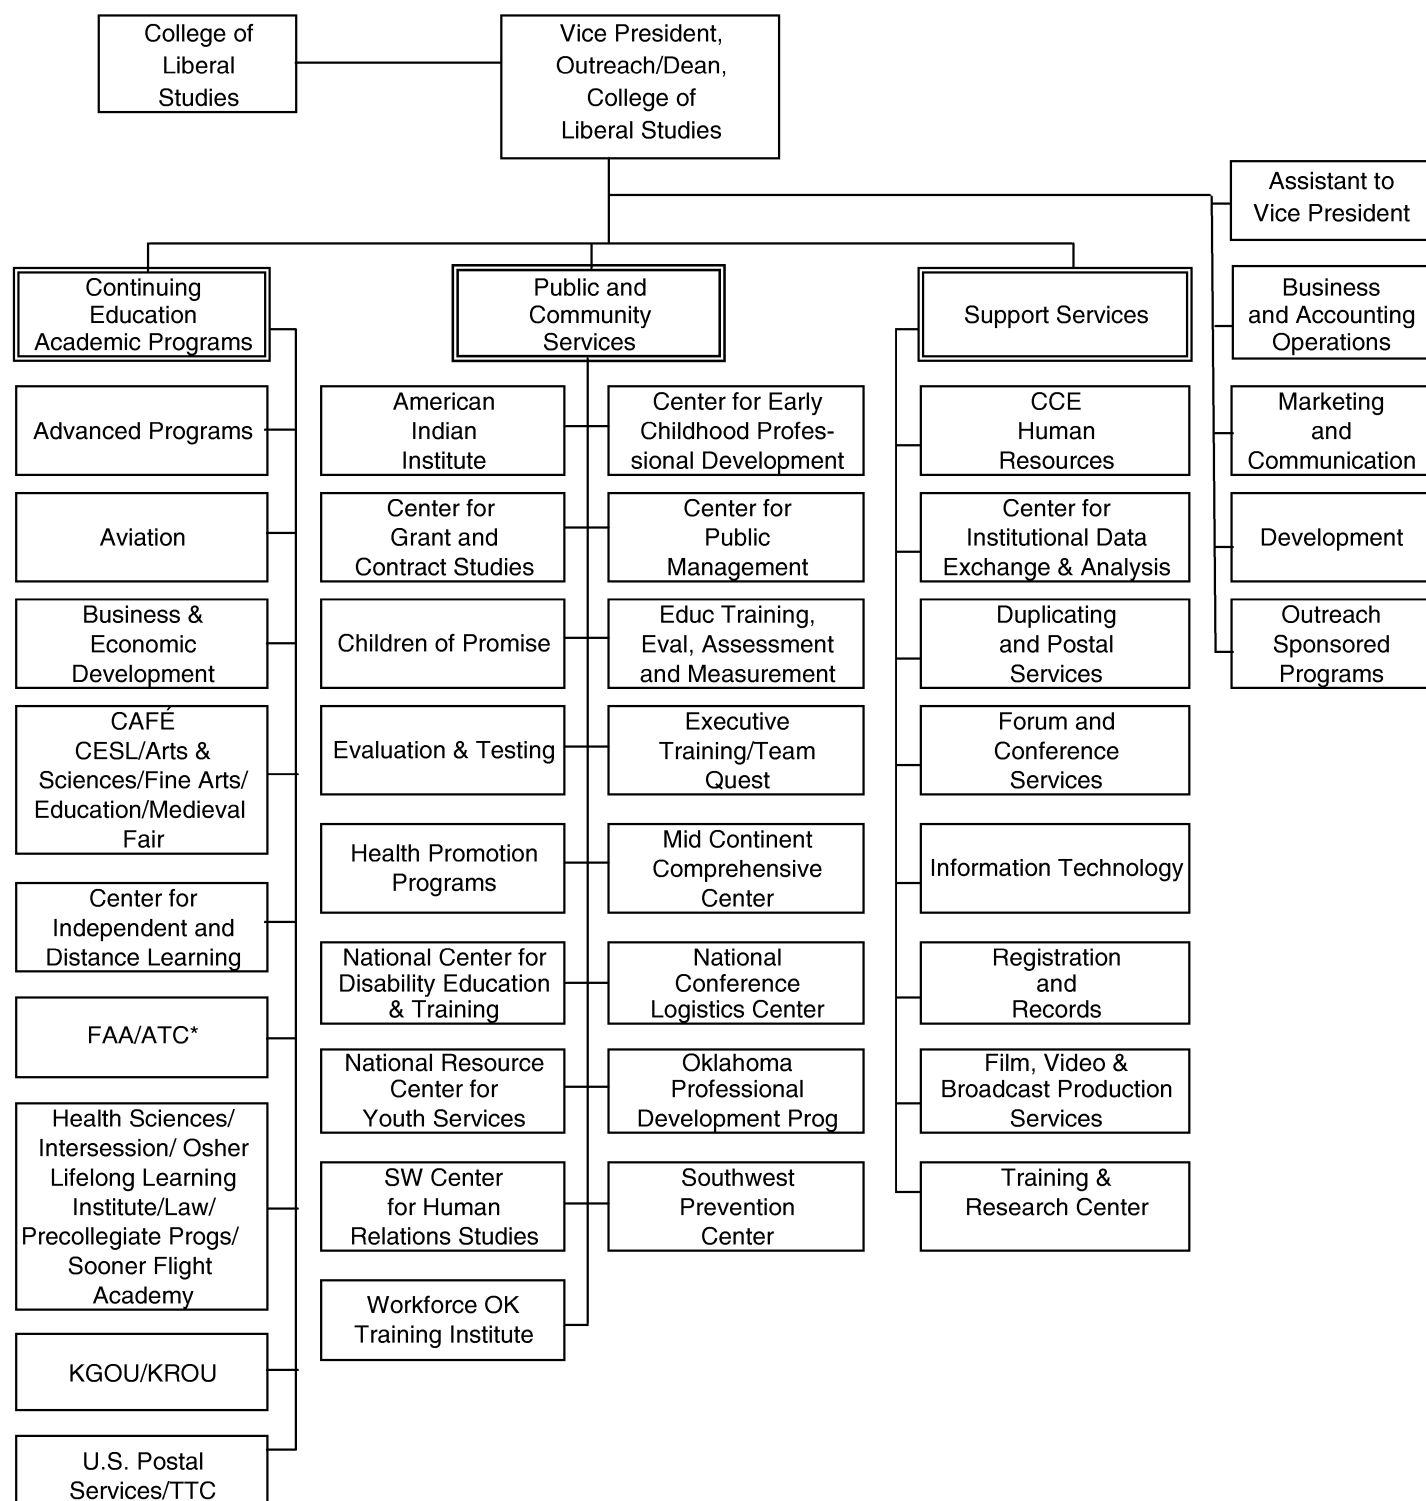 College of
Liberal
Studies
Vice President,
Outreach/Dean,
College of
Liberal Studies
Assistant to
Vice President
Business
and Accounting
Operations
Marketing
and
Communication
Development
Outreach
Sponsored
Programs
Continuing
Education
Academic Programs
Advanced Programs
Aviation
Business &
Economic
Development
CAFÉ
CESL/Arts &
Sciences/Fine Arts/
Education/Medieval
Fair
Center for
Independent and
Distance Learning
FAA/ATC*
Health Sciences/
Intersession/ Osher
Lifelong Learning
Institute/Law/
Precollegiate Progs/
Sooner Flight
Academy
KGOU/KROU
U.S. Postal
Services/TTC
Public and
Community
Services
American
Indian
Institute
Center for Early
Childhood Profes-
sional Development
Center for
Grant and
Contract Studies
Center for
Public
Management
Children of Promise
Educ Training,
Eval, Assessment
and Measurement
Evaluation & Testing
Executive
Training/Team
Quest
Health Promotion
Programs
Mid Continent
Comprehensive
Center
National Center for
Disability Education
& Training
National
Conference
Logistics Center
National Resource
Center for
Youth Services
Oklahoma
Professional
Development Prog
SW Center
for Human
Relations Studies
Southwest
Prevention
Center
Workforce OK
Training Institute
Support Services
CCE
Human
Resources
Center for
Institutional Data
Exchange & Analysis
Duplicating
and Postal
Services
Forum and
Conference
Services
Information Technology
Registration
and
Records
Film, Video &
Broadcast Production
Services
Training &
Research Center